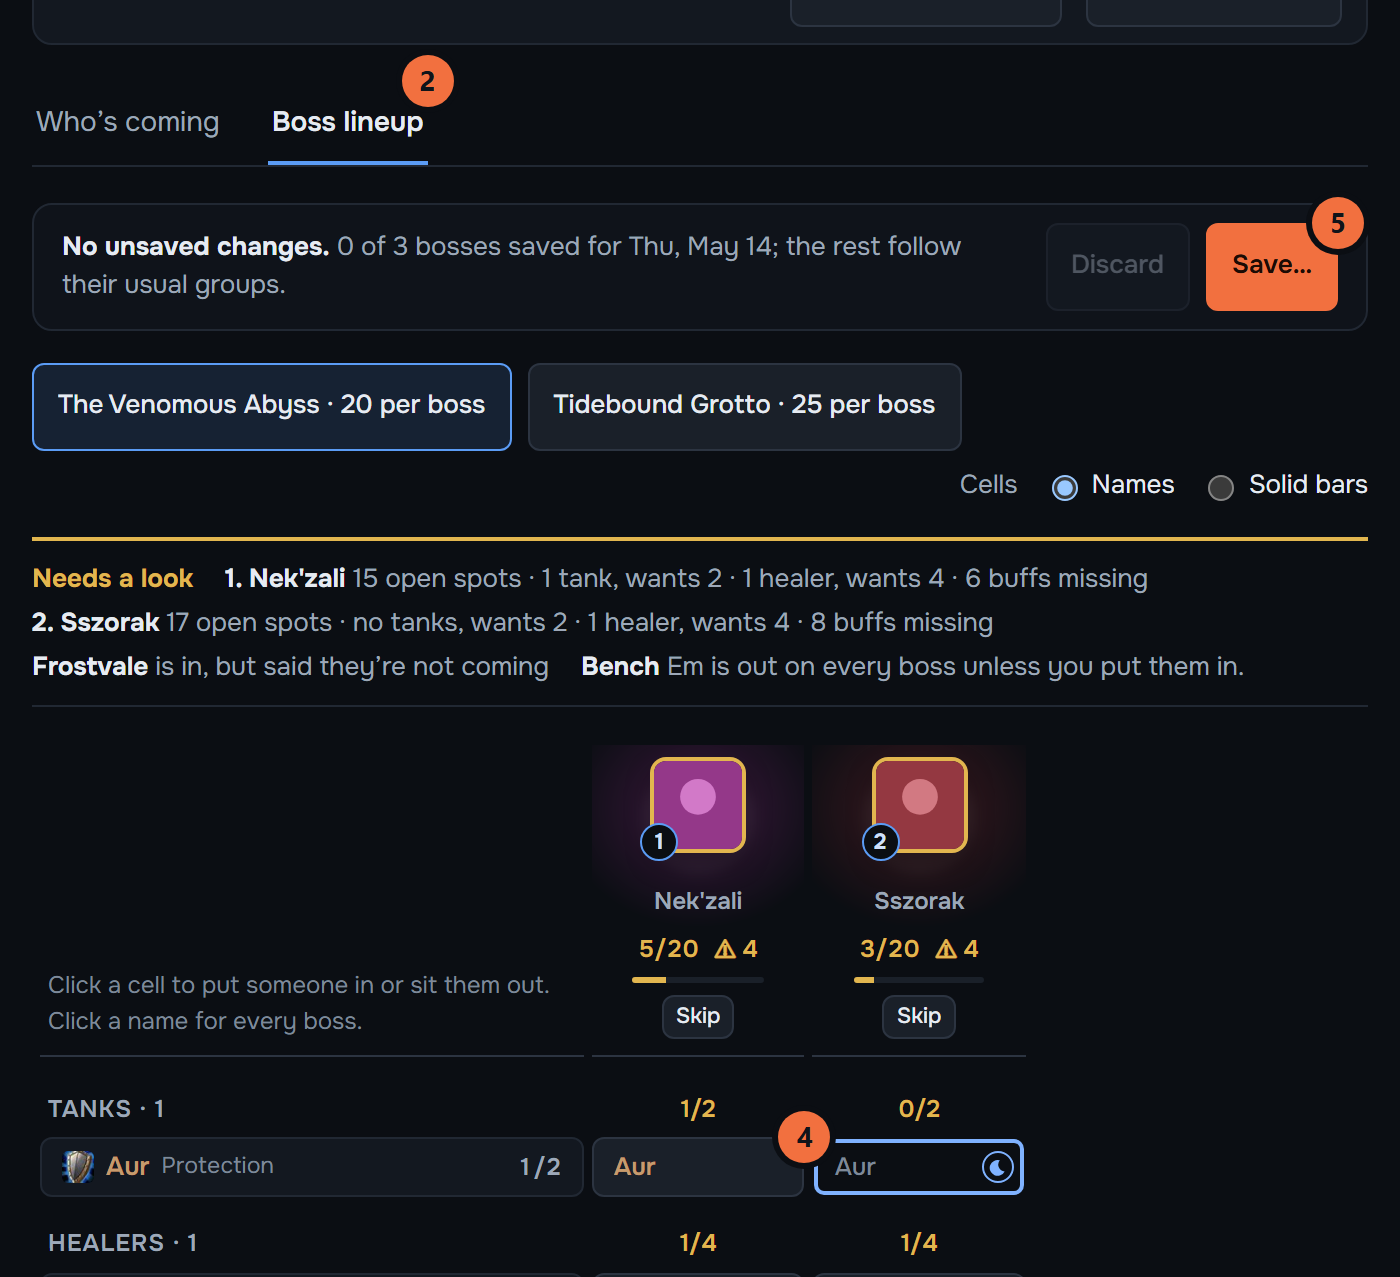 2
Who's coming Boss lineup
5
No unsaved changes. 0 of 3 bosses saved for Thu, May 14; the rest follow
their usual groups.
Discard Save...
The Venomous Abyss · 20 per boss Tidebound Grotto · 25 per boss
Cells Names Solid bars
Needs a look 1. Nek'zali 15 open spots · 1 tank, wants 2 · 1 healer, wants 4 · 6 buffs missing
2. Sszorak 17 open spots · no tanks, wants 2 · 1 healer, wants 4 · 8 buffs missing
Frostvale is in, but said they're not coming Bench Em is out on every boss unless you put them in.
1 2
Nek'zali Sszorak
5/20 ⚠ 4 3/20 ⚠ 4
Click a cell to put someone in or sit them out.
Click a name for every boss.
Skip Skip
TANKS · 1 1/2 0/2
4
Aur Protection 1/2 Aur Aur
HEALERS · 1 1/4 1/4